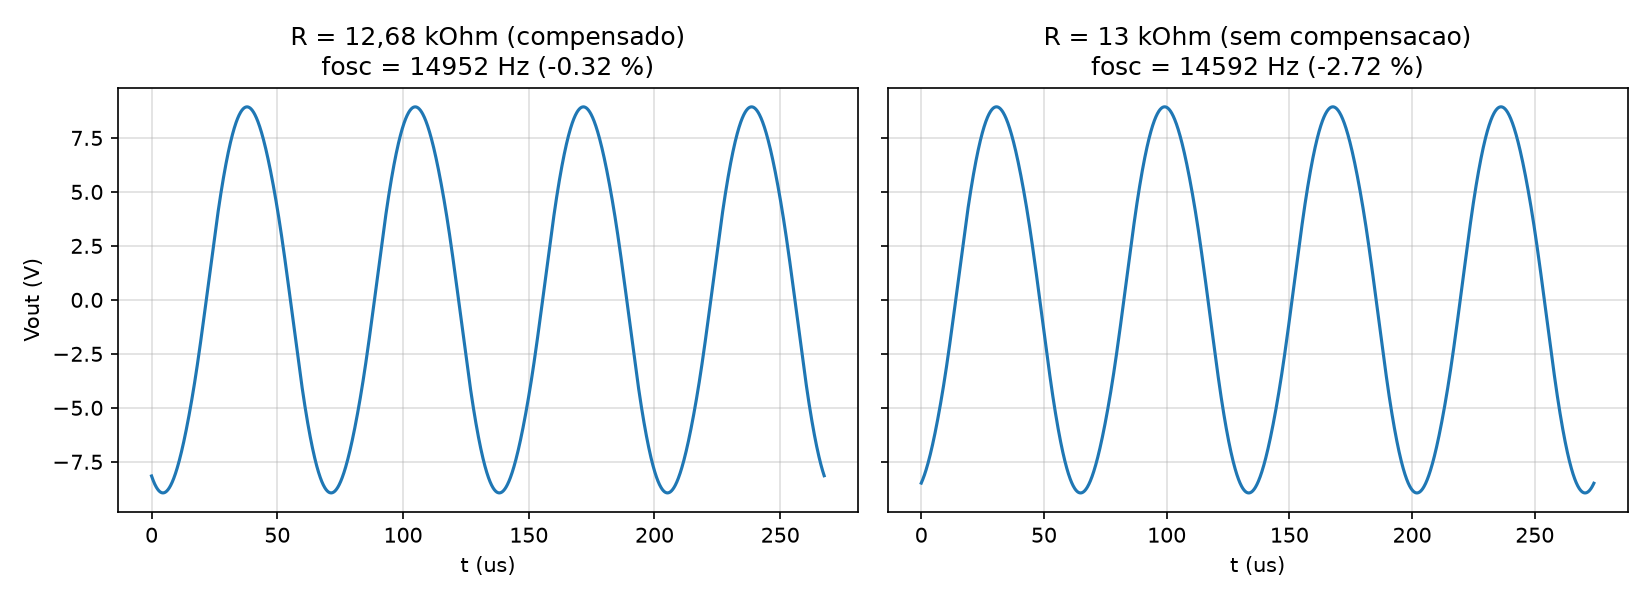 R = 12,68 kOhm (compensado)
fosc = 14952 Hz (-0.32 %)
R = 13 kOhm (sem compensacao)
fosc = 14592 Hz (-2.72 %)
Vout (V)
7.5
5.0
2.5
0.0
−2.5
−5.0
−7.5
0 50 100 150 200 250
0 50 100 150 200 250
t (us)
t (us)